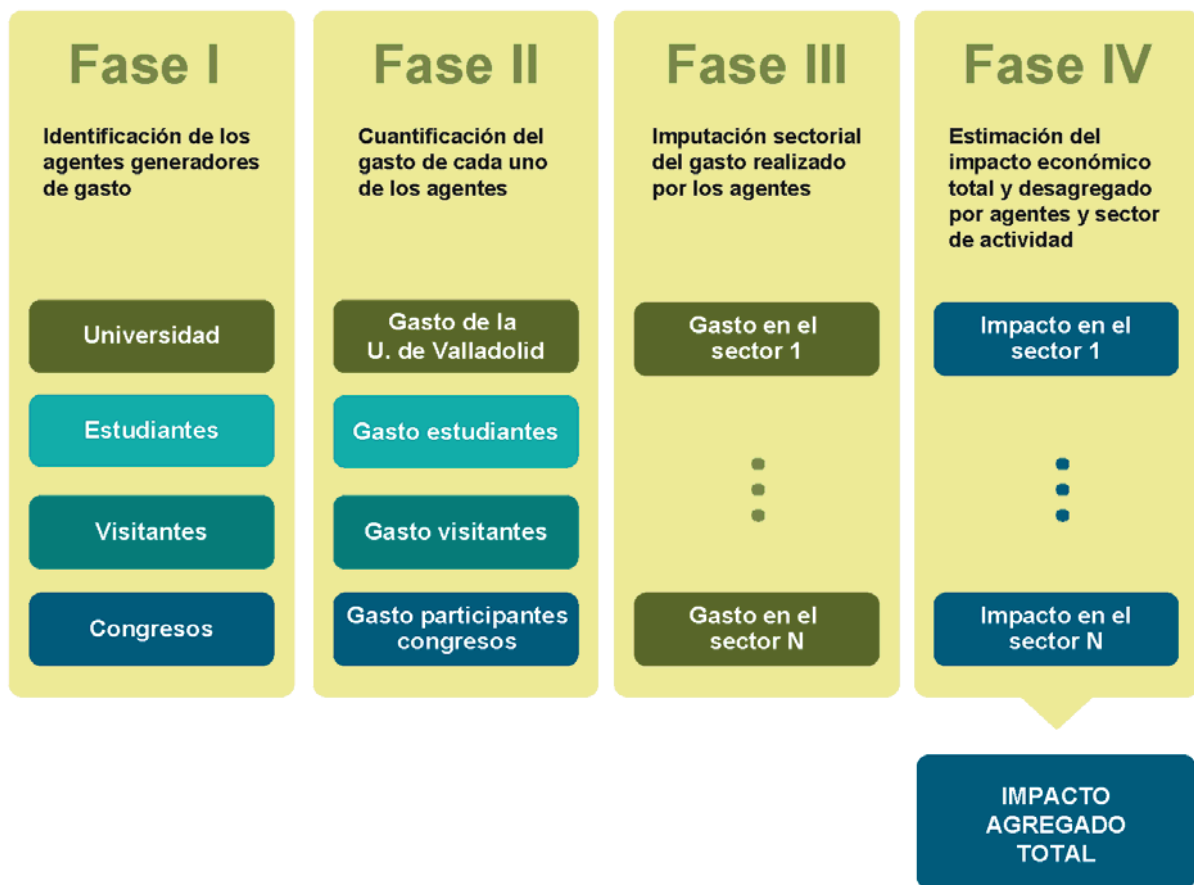 Fase I
Identificación de los
agentes generadores
de gasto
Universidad
Estudiantes
Visitantes
Congresos
Fase II
Cuantificación del
gasto de cada uno
de los agentes
Gasto de la
U. de Valladolid
Gasto estudiantes
Gasto visitantes
Gasto participantes
congresos
Fase III
Imputación sectorial
del gasto realizado
por los agentes
Gasto en el
sector 1
Gasto en el
sector N
Fase IV
Estimación del
impacto económico
total y desagregado
por agentes y sector
de actividad
Impacto en el
sector 1
Impacto en el
sector N
IMPACTO
AGREGADO
TOTAL